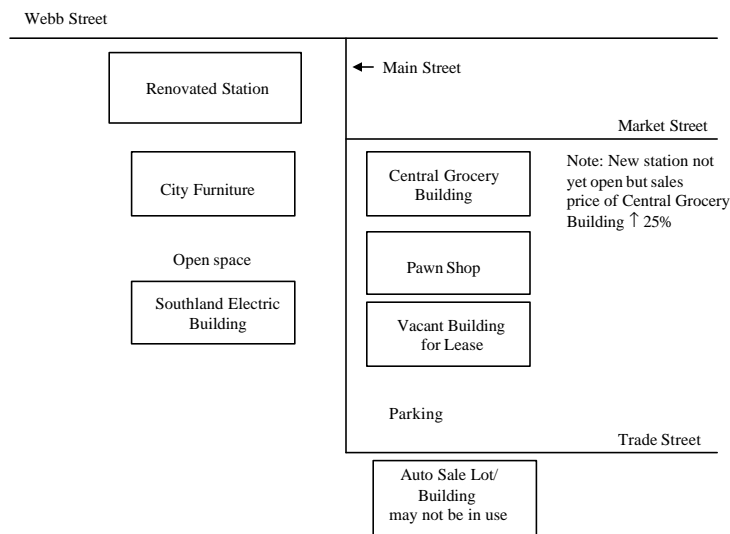 Webb Street
Main Street
Renovated Station
Market Street
Central Grocery
Building
Note: New station not
yet open but sales
price of Central Grocery
Building ↑ 25%
City Furniture
Open space
Pawn Shop
Southland Electric
Building
Vacant Building
for Lease
Parking
Trade Street
Auto Sale Lot/
Building
may not be in use